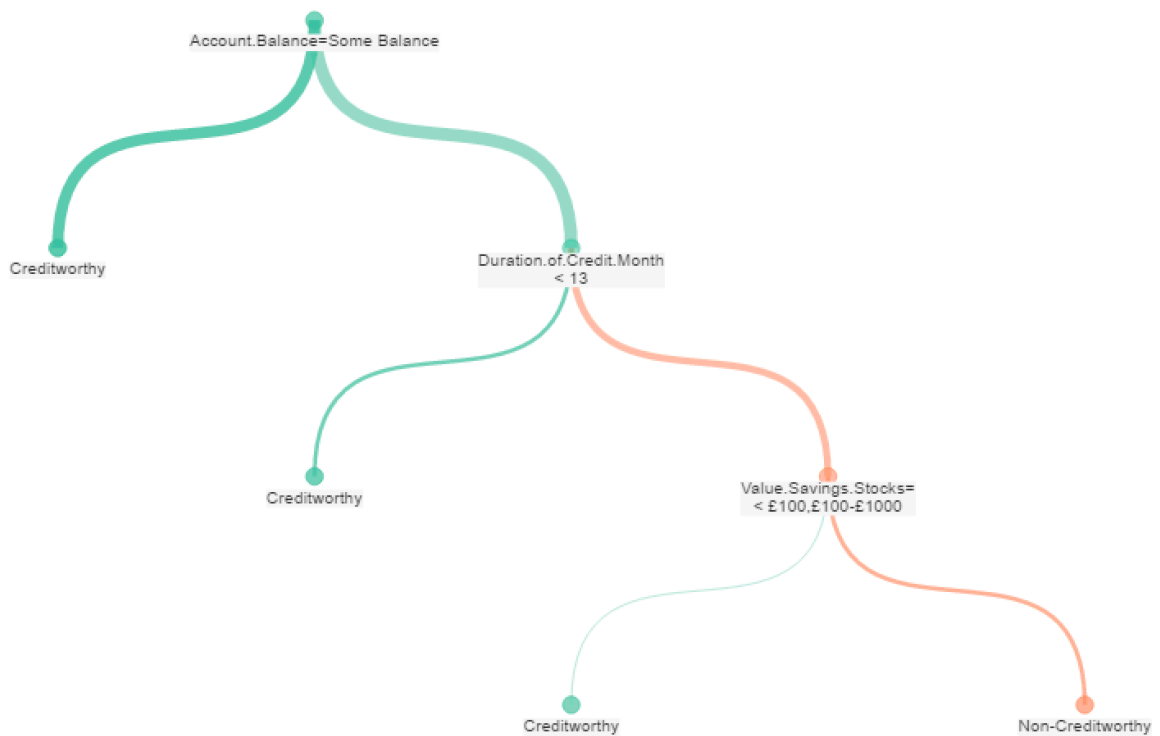 Account.Balance=Some Balance
Creditworthy
Duration.of.Credit.Month
< 13
Creditworthy
Value.Savings.Stocks=
< £100,£100-£1000
Creditworthy
Non-Creditworthy